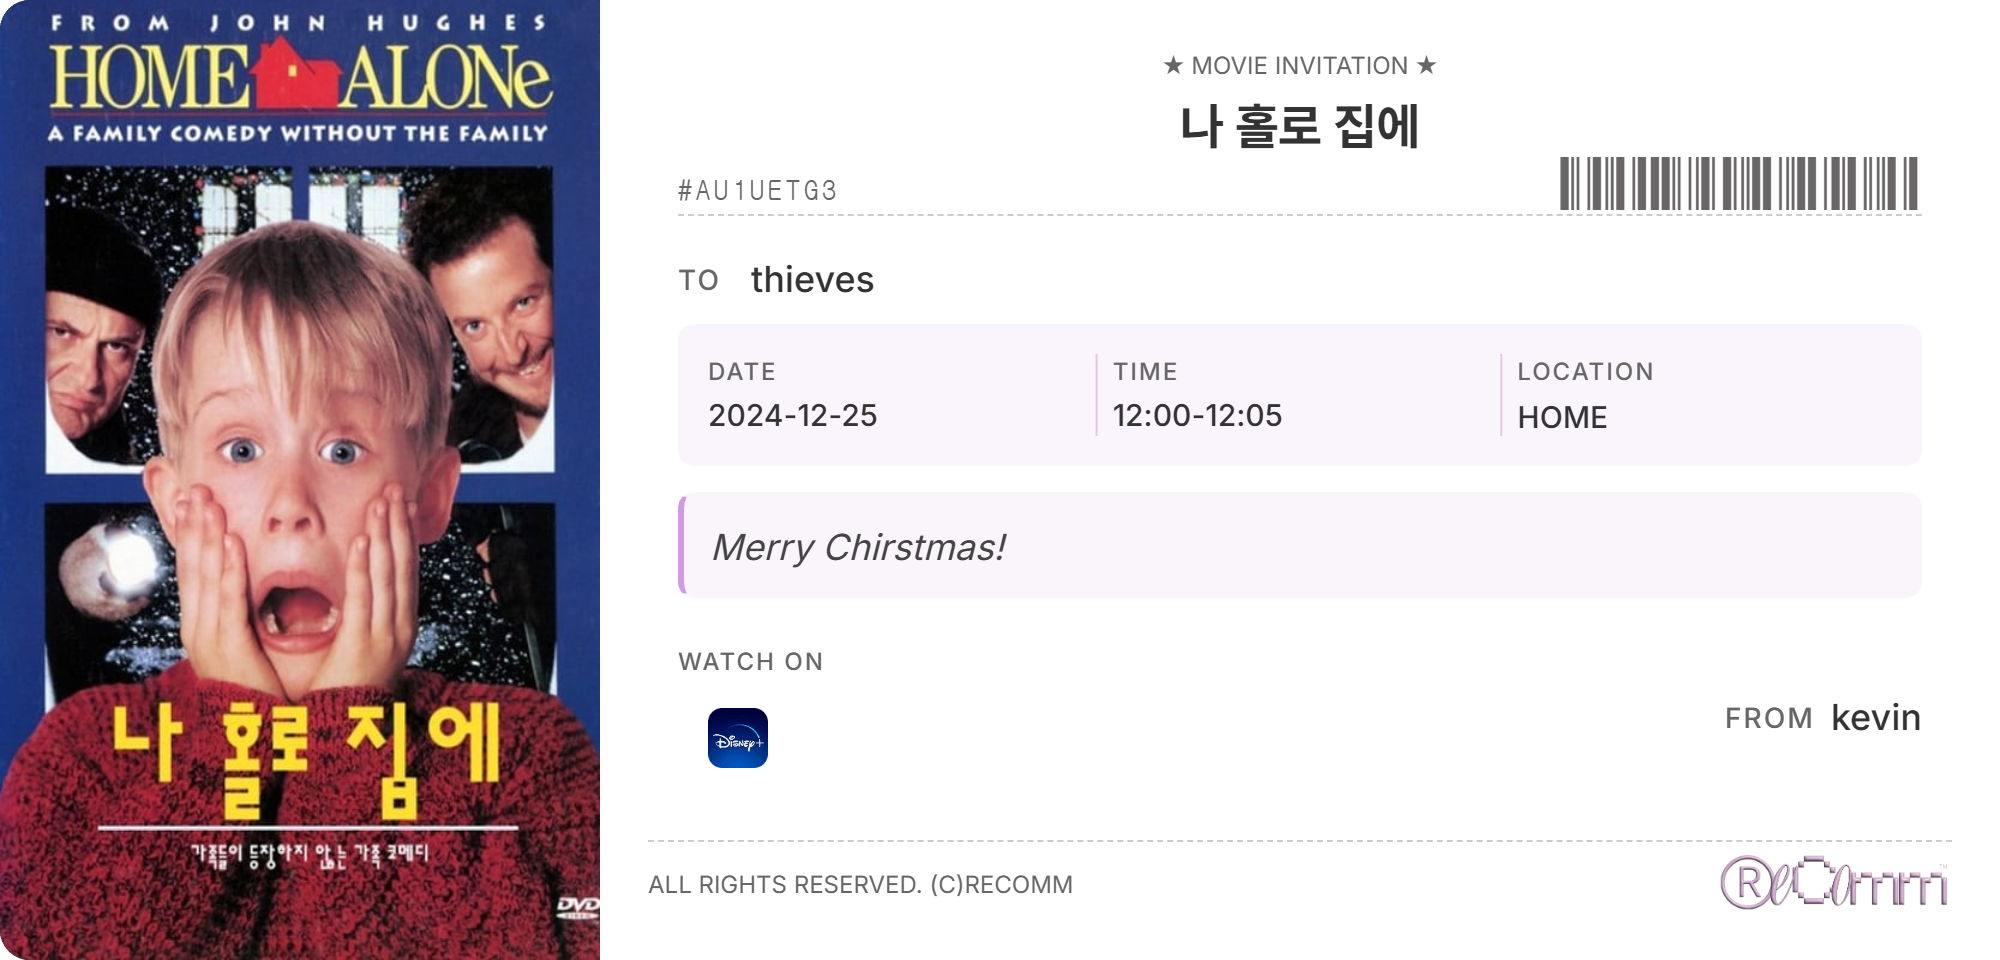 FROM JOHN HUGHES
HOME ALONe
A FAMILY COMEDY WITHOUT THE FAMILY
나 홀로 집에
가족들이 등장하지 않는 가족 코메디
DVD
VIDEO
★ MOVIE INVITATION ★
나 홀로 집에
#AU1UETG3
TO thieves
DATE TIME LOCATION
2024-12-25 12:00-12:05 HOME
Merry Chirstmas!
WATCH ON
Disney+
FROM kevin
ALL RIGHTS RESERVED. (C)RECOMM
ReComm